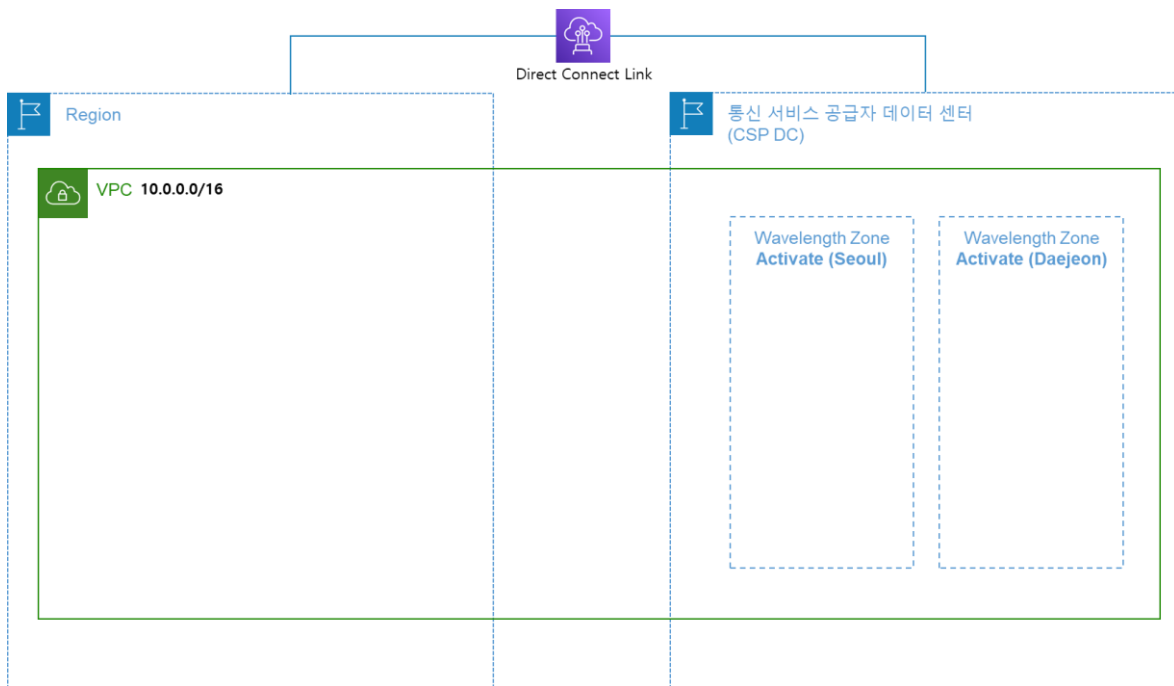 Direct Connect Link
Region
통신 서비스 공급자 데이터 센터
(CSP DC)
VPC 10.0.0.0/16
Wavelength Zone
Activate (Seoul)
Wavelength Zone
Activate (Daejeon)